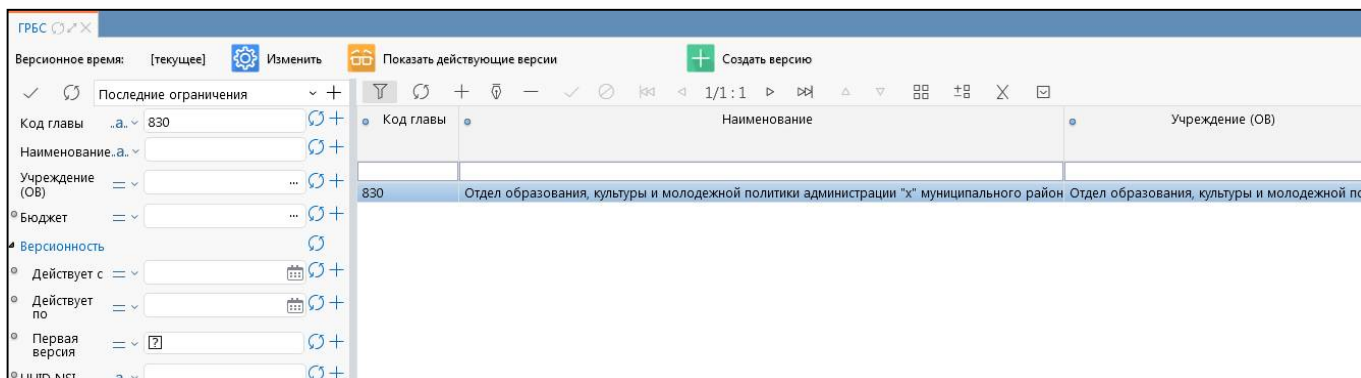 ГРБС
Версионное время: [текущее] Изменить Показать действующие версии Создать версию
Последние ограничения
1/1 : 1
Код главы ..а.. 830
Наименование ..а..
Учреждение (ОВ) =
Бюджет =
Версионность
Действует с =
Действует по =
Первая версия = ?
Код главы Наименование Учреждение (ОВ)
830 Отдел образования, культуры и молодежной политики администрации "х" муниципального район Отдел образования, культуры и молодежной